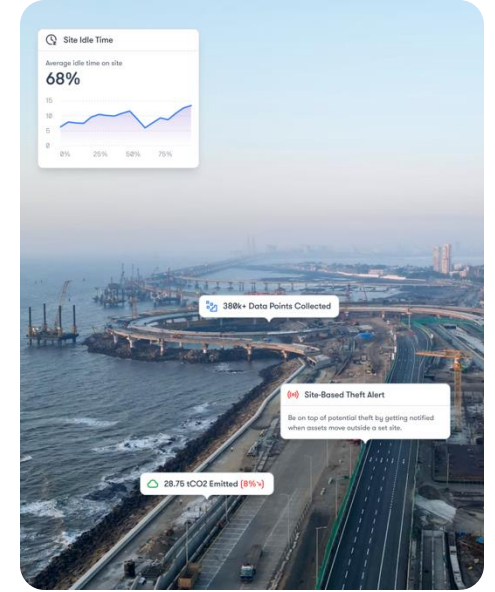 Site Idle Time
Average idle time on site
68%
15
10
5
0
0% 25% 50% 75%
380k+ Data Points Collected
Site-Based Theft Alert
Be on top of potential theft by getting notified
when assets move outside a set site.
28.75 tCO2 Emitted (8%↘)